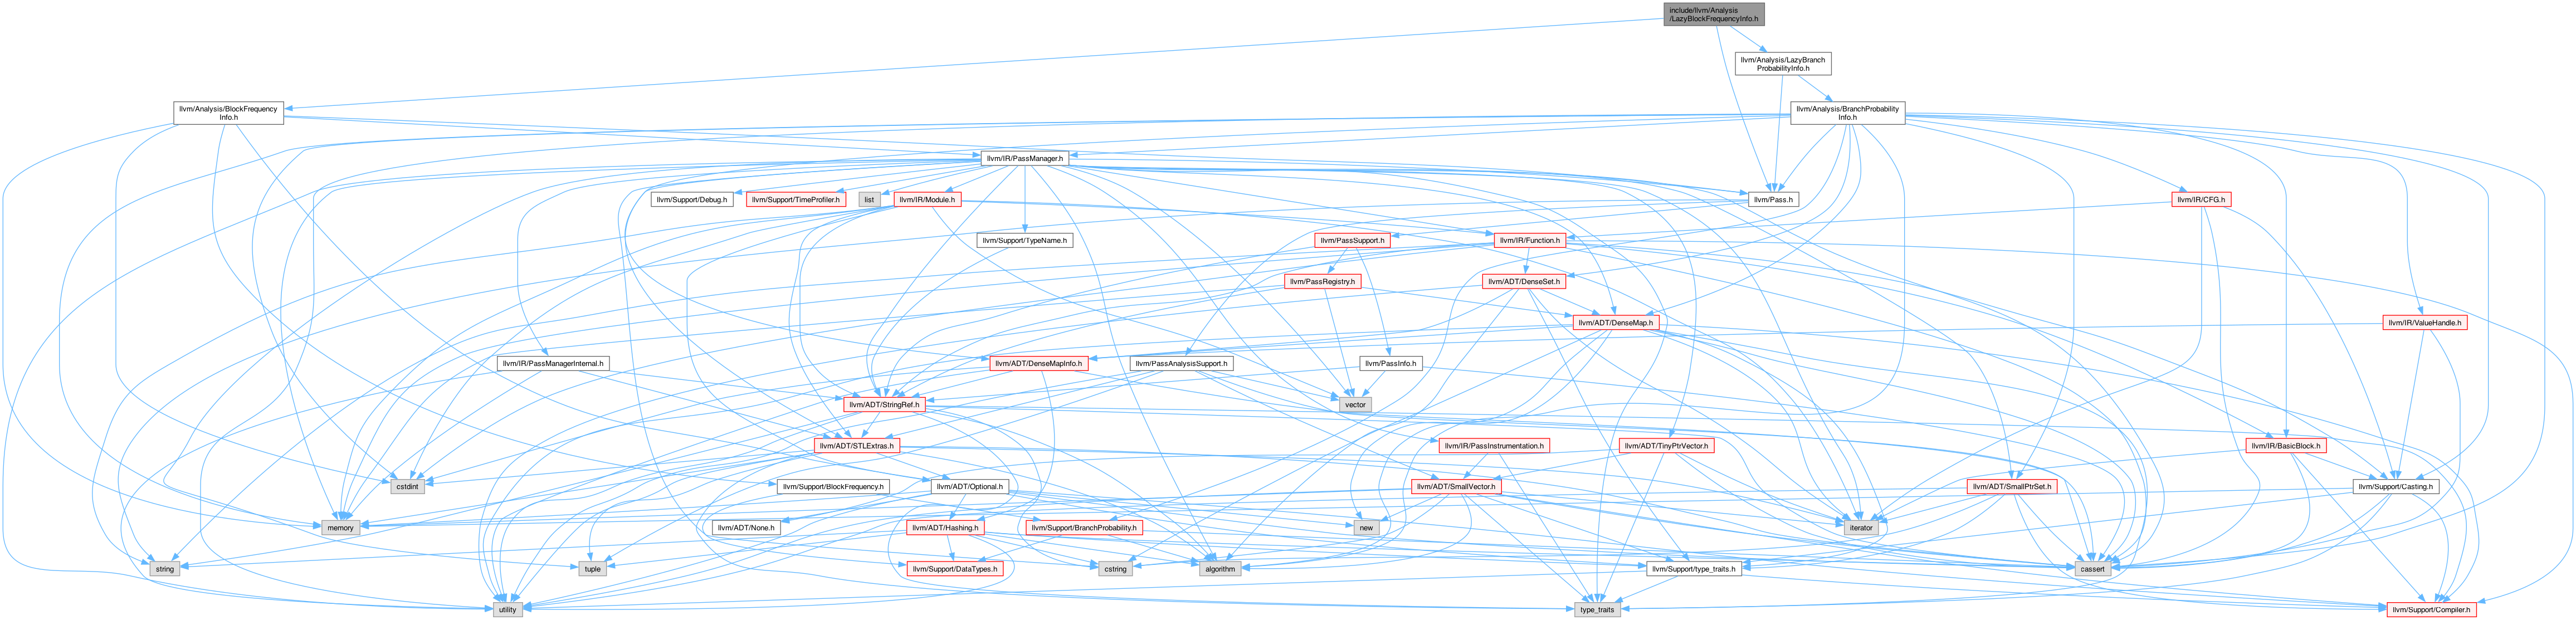 include/llvm/Analysis
/LazyBlockFrequencyInfo.h
llvm/Analysis/LazyBranch
ProbabilityInfo.h
llvm/Analysis/BlockFrequency
Info.h
llvm/Analysis/BranchProbability
Info.h
llvm/IR/PassManager.h
llvm/Support/Debug.h
llvm/Support/TimeProfiler.h
list
llvm/IR/Module.h
llvm/Pass.h
llvm/IR/CFG.h
llvm/Support/TypeName.h
llvm/PassSupport.h
llvm/IR/Function.h
llvm/PassRegistry.h
llvm/ADT/DenseSet.h
llvm/ADT/DenseMap.h
llvm/IR/ValueHandle.h
llvm/IR/PassManagerInternal.h
llvm/ADT/DenseMapInfo.h
llvm/PassAnalysisSupport.h
llvm/PassInfo.h
llvm/ADT/StringRef.h
vector
llvm/ADT/STLExtras.h
llvm/IR/PassInstrumentation.h
llvm/ADT/TinyPtrVector.h
llvm/IR/BasicBlock.h
cstdint
llvm/Support/BlockFrequency.h
llvm/ADT/Optional.h
llvm/ADT/SmallVector.h
llvm/ADT/SmallPtrSet.h
llvm/Support/Casting.h
memory
llvm/ADT/None.h
llvm/ADT/Hashing.h
llvm/Support/BranchProbability.h
new
iterator
string
tuple
llvm/Support/DataTypes.h
cstring
algorithm
llvm/Support/type_traits.h
cassert
utility
type_traits
llvm/Support/Compiler.h